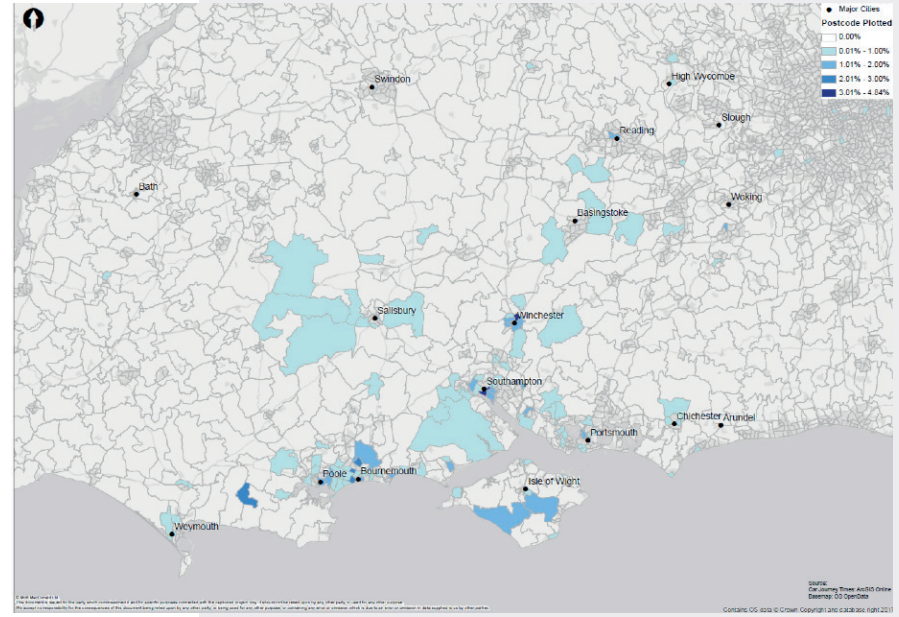 Major Cities
Postcode Plotted
0.00%
0.01% - 1.00%
1.01% - 2.00%
2.01% - 3.00%
3.01% - 4.84%
Swindon
High Wycombe
Slough
Reading
Bath
Woking
Basingstoke
Salisbury
Winchester
Southampton
Chichester
Arundel
Portsmouth
Poole
Bournemouth
Isle of Wight
Weymouth
Source:
Car Journey Times: ArcGIS Online
Basemap: OS OpenData
Contains OS data © Crown Copyright and database right 201